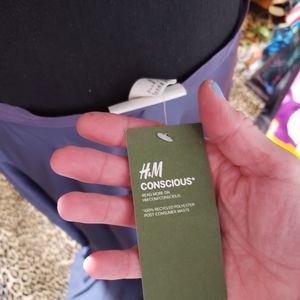 H&M
CONSCIOUS*
READ MORE ON
HM.COM/CONSCIOUS
*100% RECYCLED POLYESTER
POST-CONSUMER WASTE